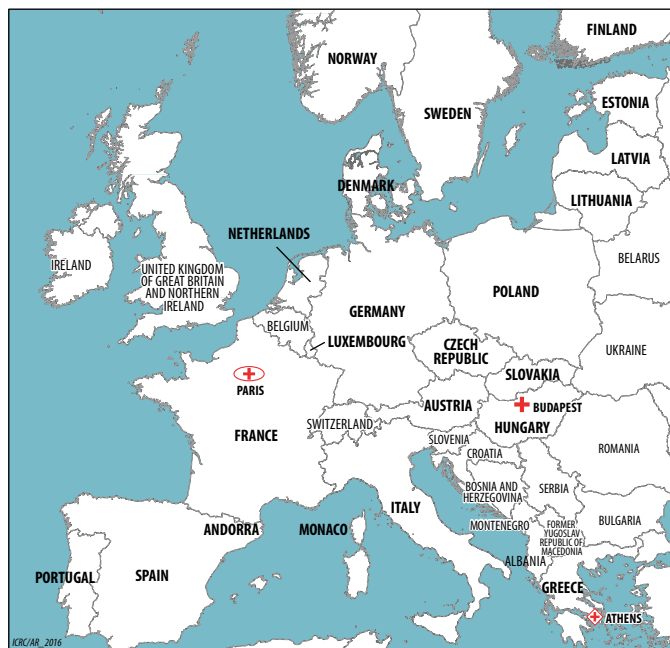 FINLAND
NORWAY
ESTONIA
SWEDEN
LATVIA
DENMARK
LITHUANIA
NETHERLANDS
IRELAND
UNITED KINGDOM
OF GREAT BRITAIN
AND NORTHERN
IRELAND
BELARUS
POLAND
GERMANY
BELGIUM
LUXEMBOURG
CZECH
REPUBLIC
UKRAINE
SLOVAKIA
PARIS
AUSTRIA
BUDAPEST
HUNGARY
SWITZERLAND
FRANCE
SLOVENIA
CROATIA
ROMANIA
BOSNIA AND
HERZEGOVINA
SERBIA
ITALY
ANDORRA
MONACO
MONTENEGRO
FORMER
YUGOSLAV
REPUBLIC OF
MACEDONIA
BULGARIA
ALBANIA
PORTUGAL
SPAIN
GREECE
ATHENS
ICRC/AR_2016